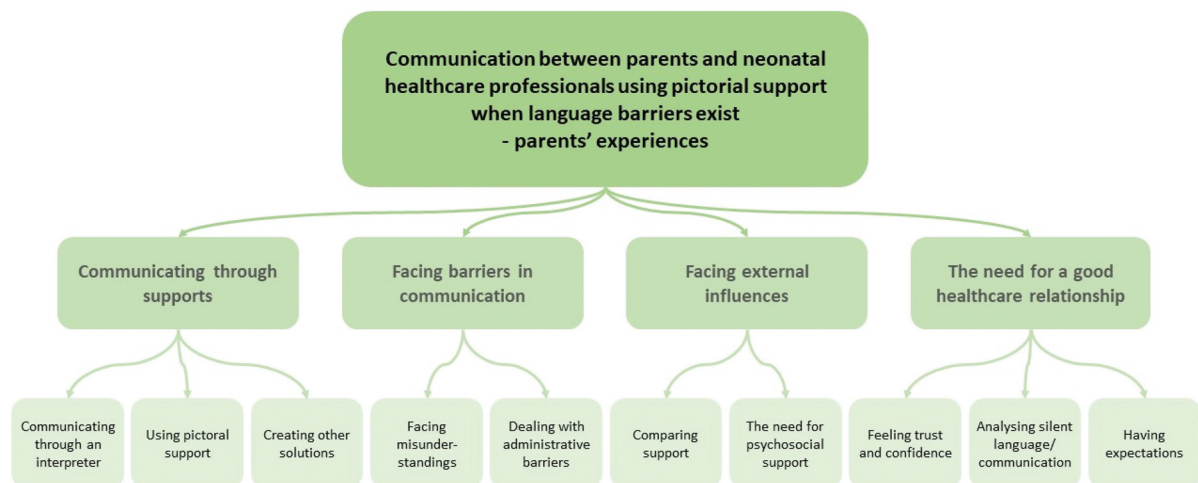 Communication between parents and neonatal
healthcare professionals using pictorial support
when language barriers exist
- parents’ experiences
Communicating through
supports
Facing barriers in
communication
Facing external
influences
The need for a good
healthcare relationship
Communicating
through an
interpreter
Using pictoral
support
Creating other
solutions
Facing
misunder-
standings
Dealing with
administrative
barriers
Comparing
support
The need for
psychosocial
support
Feeling trust
and confidence
Analysing silent
language/
communication
Having
expectations